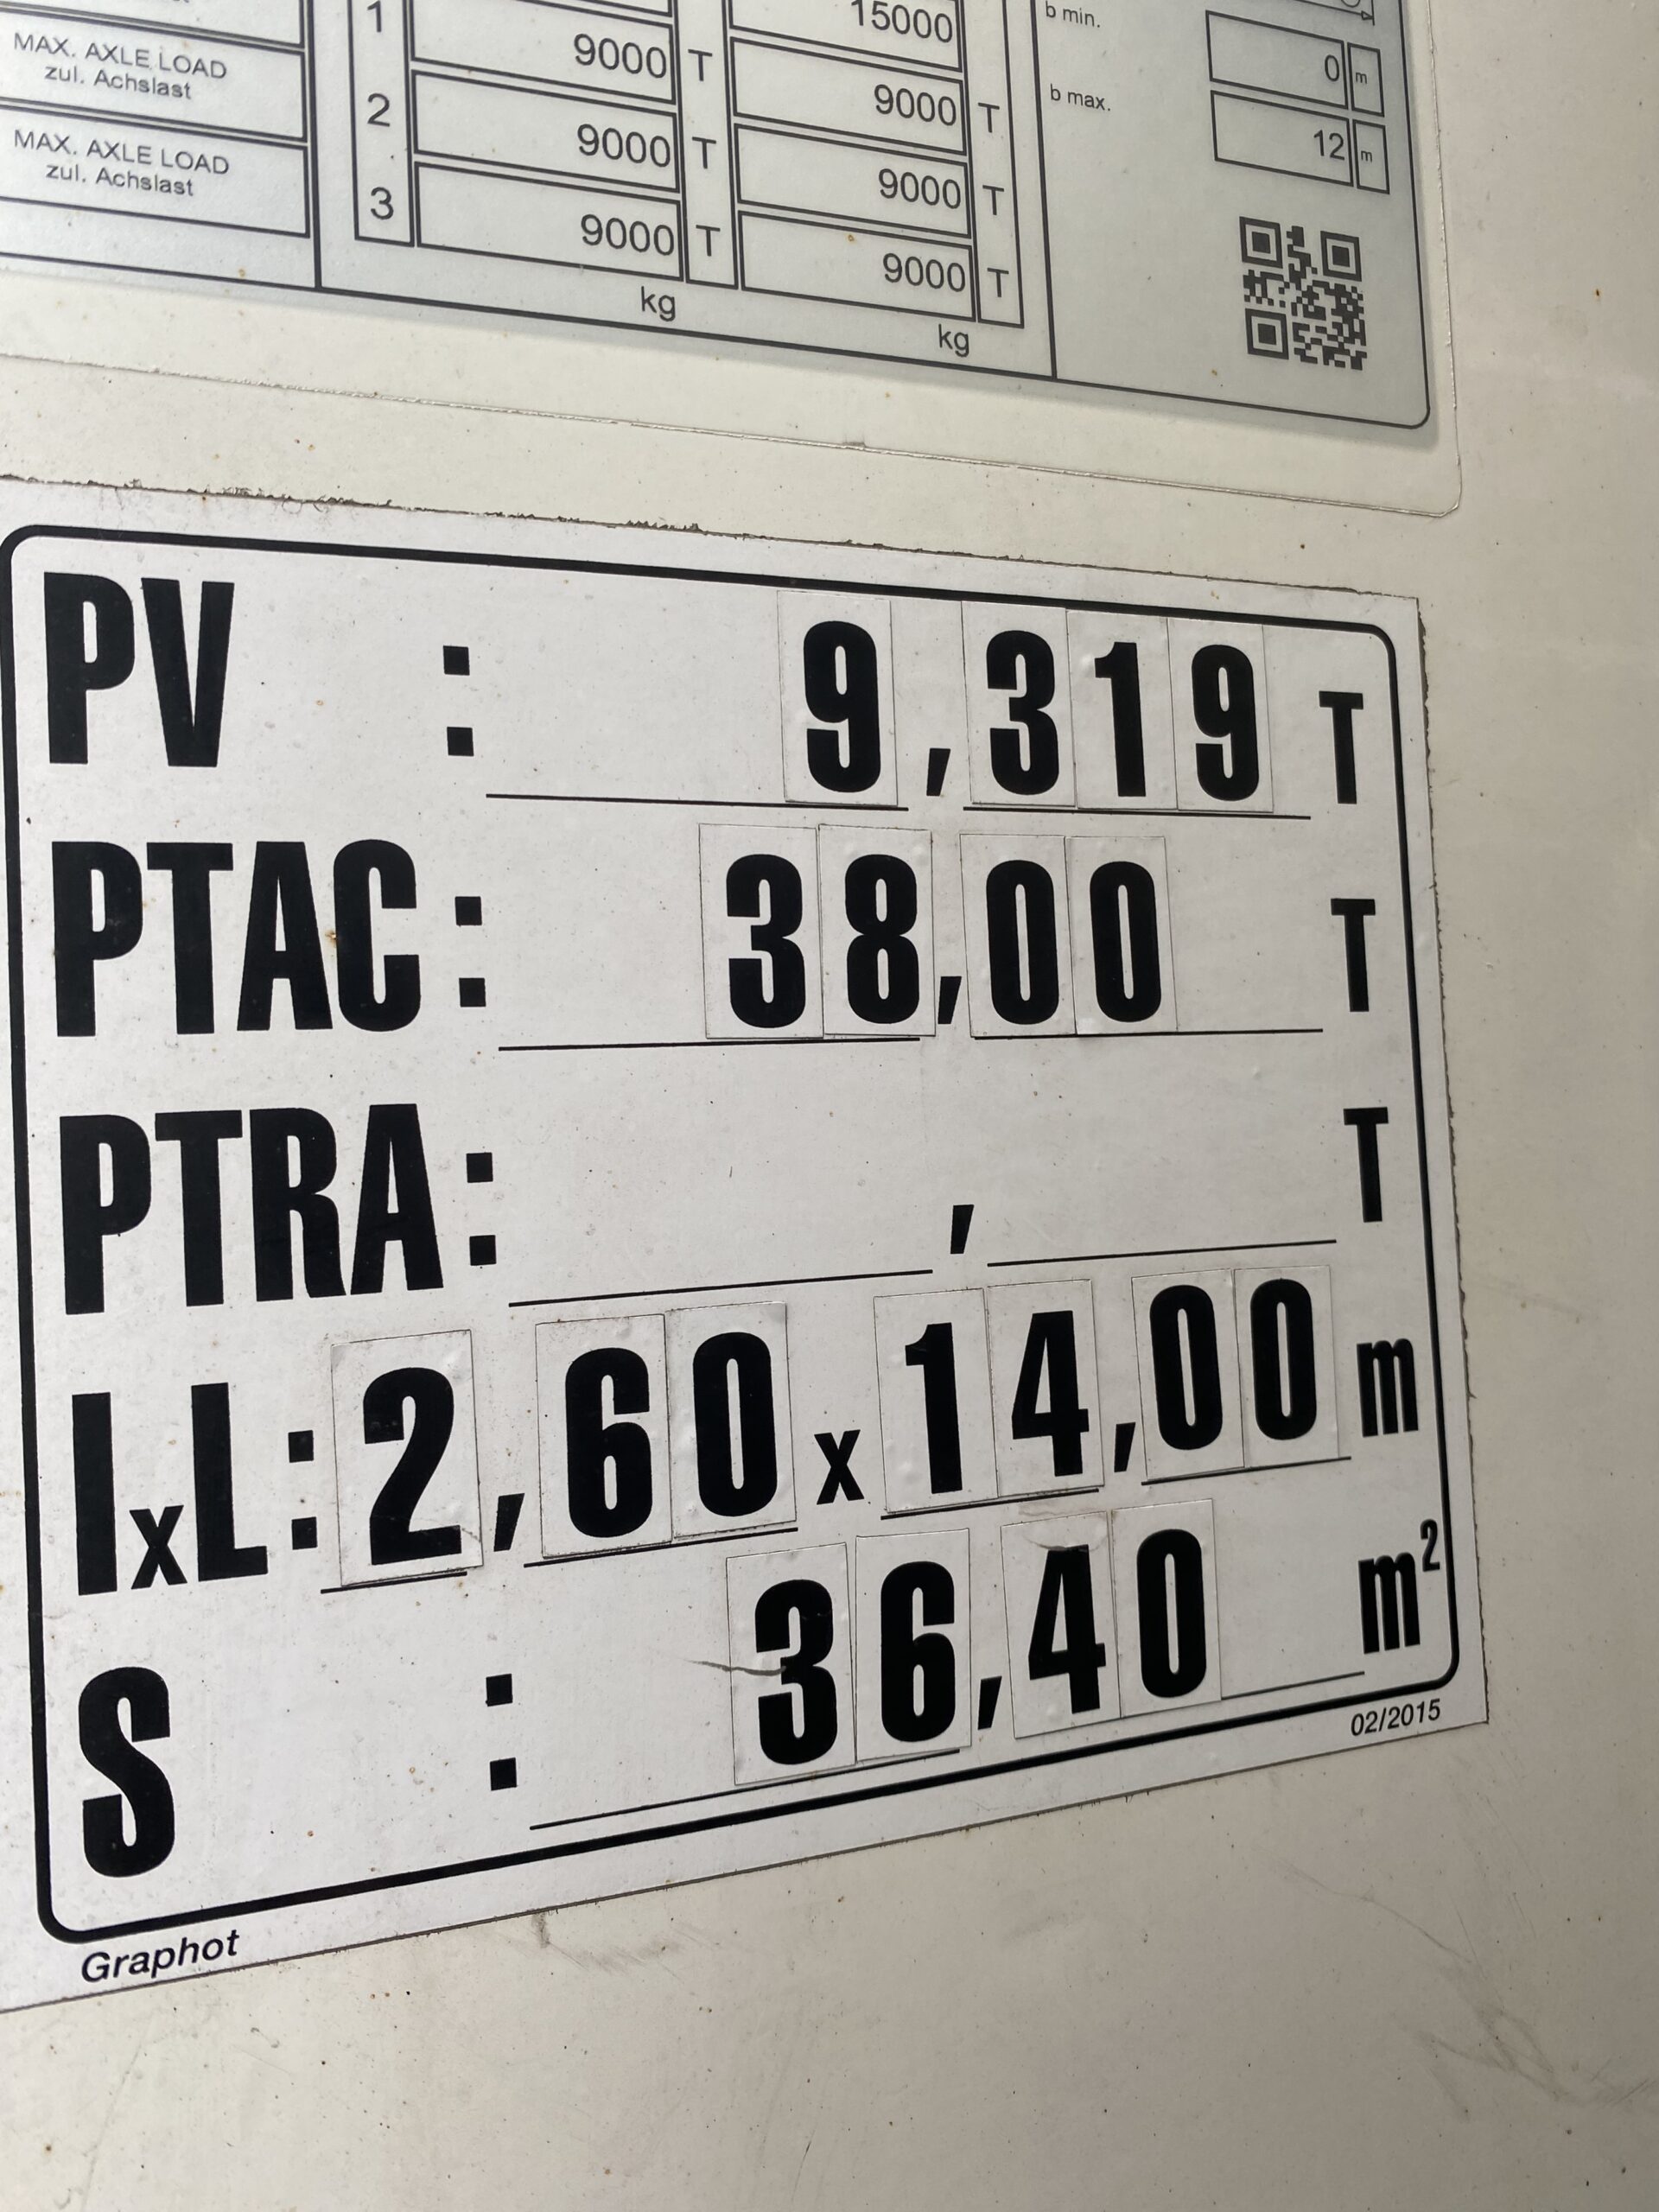 15000
b min.
0 m
MAX. AXLE LOAD
zul. Achslast
1 9000 T 9000 T
b max.
12 m
MAX. AXLE LOAD
zul. Achslast
2 9000 T 9000 T
3 9000 T 9000 T
kg kg
PV : 9,319 T
PTAC : 38,00 T
PTRA : , T
lxL : 2,60 x 14,00 m
S : 36,40 m²
02/2015
Graphot